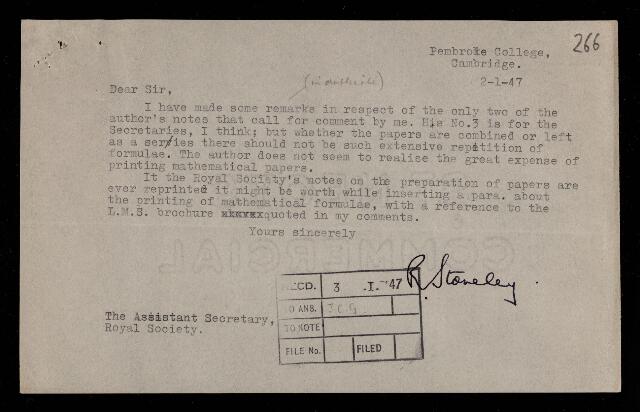 266
Pembroke College,
Cambridge.
2-1-47
Dear Sir,
I have made some remarks in respect of the only two of the
author's notes that call for comment by me. His No.3 is for the
Secretaries, I think; but whether the papers are combined or left
as a ser/ies there should not be such extensive repetition of
formulae. The author does not seem to realise the great expense of
printing mathematical papers.
It the Royal Society's notes on the preparation of papers are
ever reprinted it might be worth while inserting a para. about
the printing of mathematical formulae, with a reference to the
L.M.S. brochure quoted in my comments.
Yours sincerely
R. Stoneley.
RECD. 3 .I.-'47
TO ANS. J.C.G
TO NOTE
FILE No. FILED
The Assistant Secretary,
Royal Society.
COMMERCIAL